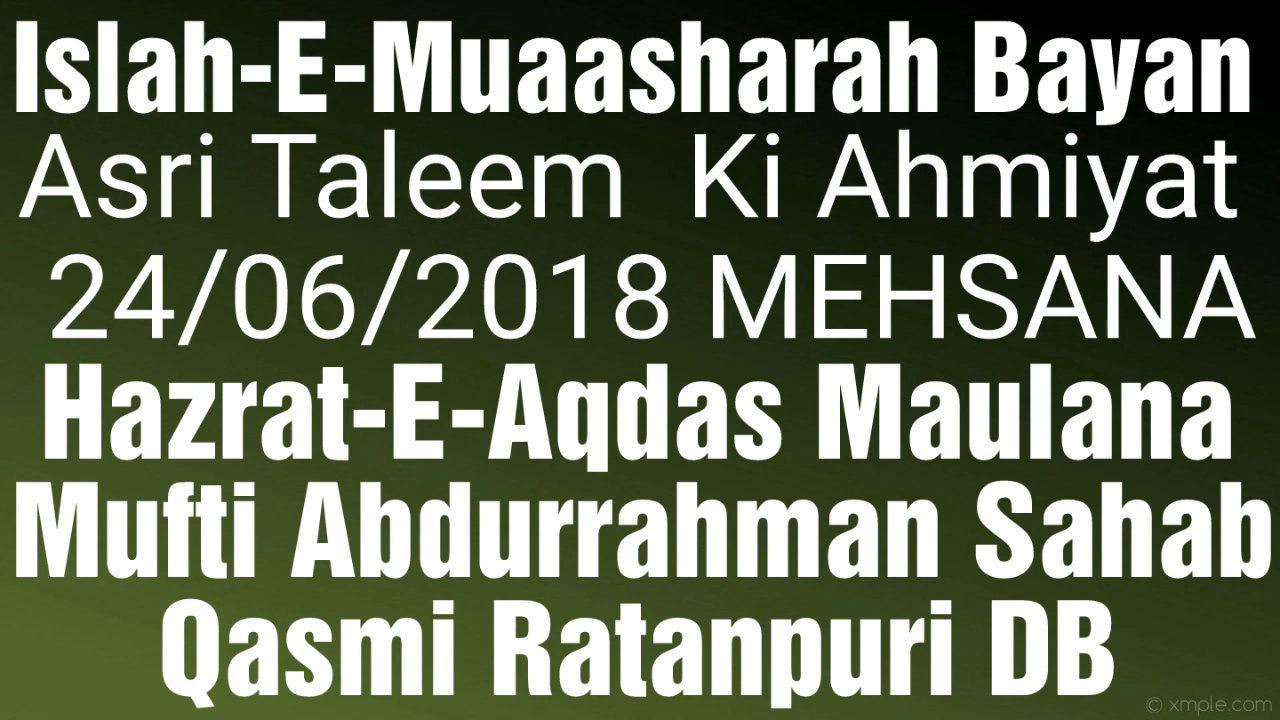 Islah-E-Muaasharah Bayan
Asri Taleem Ki Ahmiyat
24/06/2018 MEHSANA
Hazrat-E-Aqdas Maulana
Mufti Abdurrahman Sahab
Qasmi Ratanpuri DB
© xmple.com